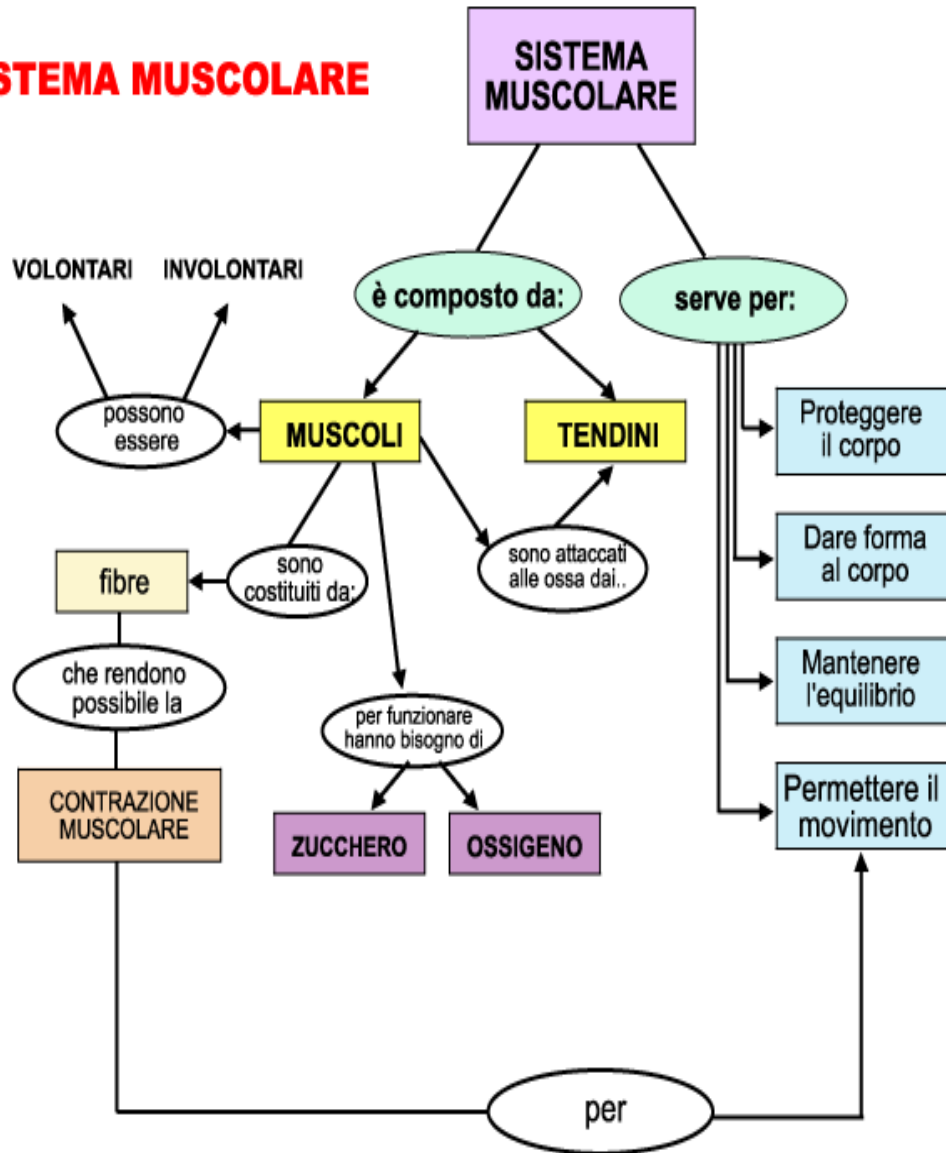 STEMA MUSCOLARE
SISTEMA
MUSCOLARE
è composto da:
serve per:
VOLONTARI
INVOLONTARI
possono
essere
MUSCOLI
TENDINI
Proteggere
il corpo
fibre
sono
costituiti da:
sono attaccati
alle ossa dai..
Dare forma
al corpo
che rendono
possibile la
per funzionare
hanno bisogno di
Mantenere
l'equilibrio
CONTRAZIONE
MUSCOLARE
ZUCCHERO
OSSIGENO
Permettere il
movimento
per